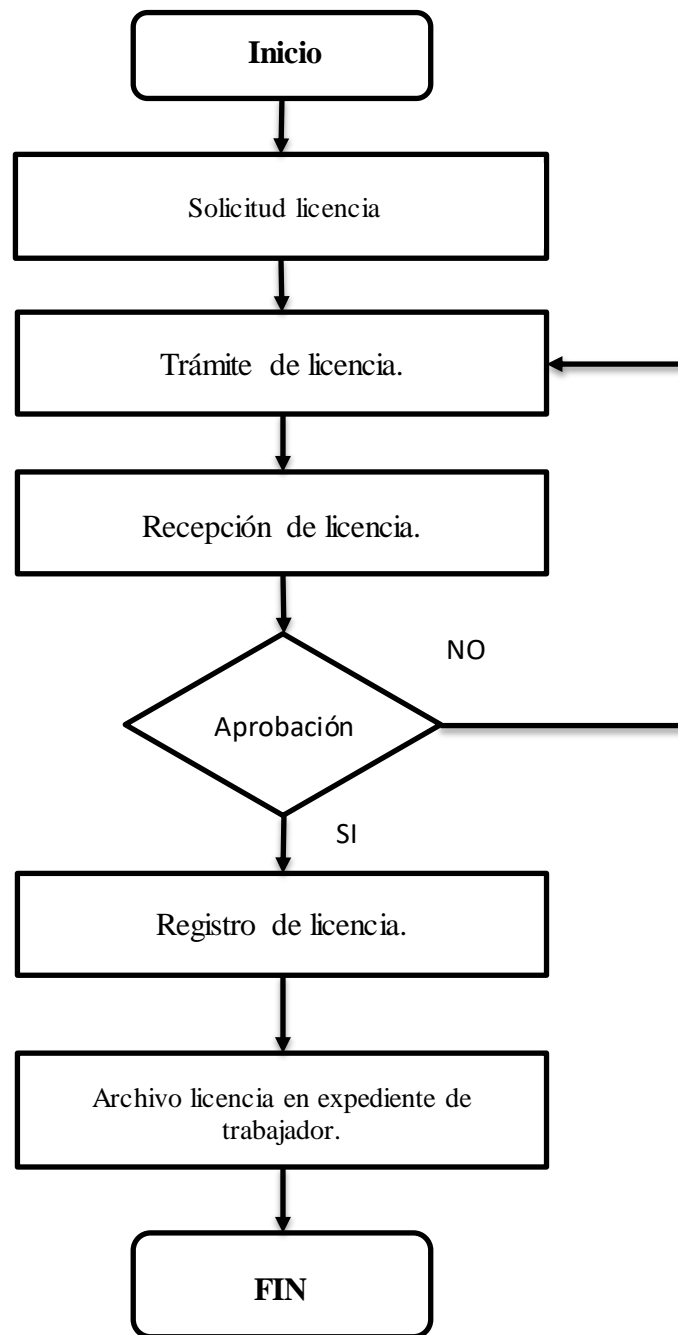 Inicio
Solicitud licencia
Trámite de licencia.
Recepción de licencia.
NO
Aprobación
SI
Registro de licencia.
Archivo licencia en expediente de
trabajador.
FIN